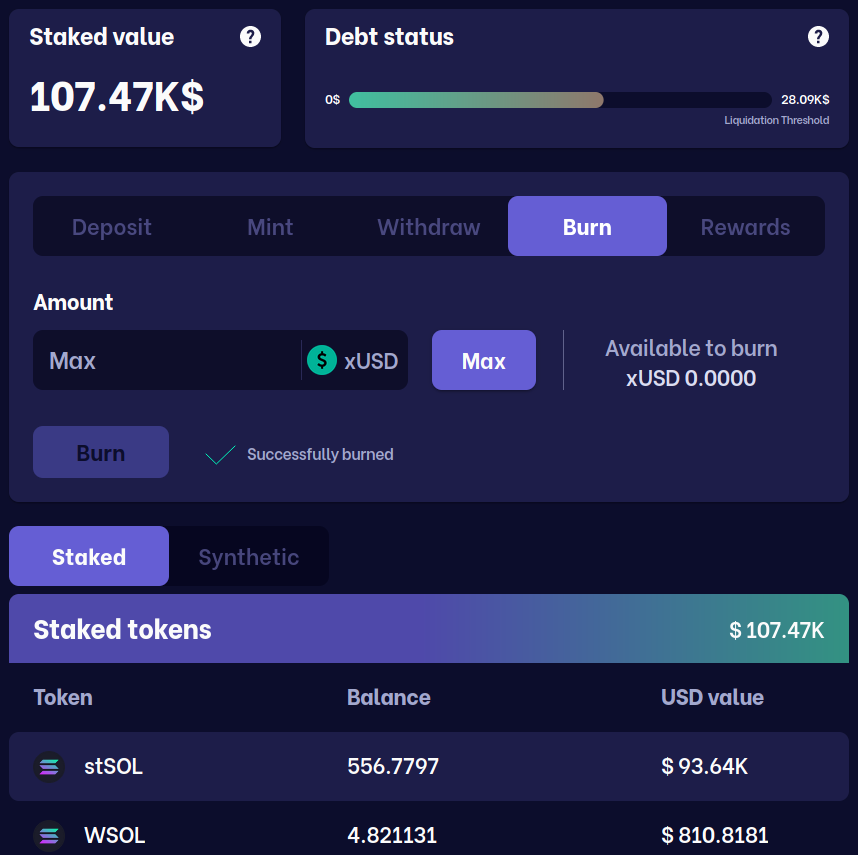 Staked value ?
107.47K$
Debt status ?
0$ 28.09K$
Liquidation Threshold
Deposit Mint Withdraw Burn Rewards
Amount
Max $ xUSD Max
Available to burn
xUSD 0.0000
Burn Successfully burned
Staked Synthetic
Staked tokens $ 107.47K
Token Balance USD value
stSOL 556.7797 $ 93.64K
WSOL 4.821131 $ 810.8181